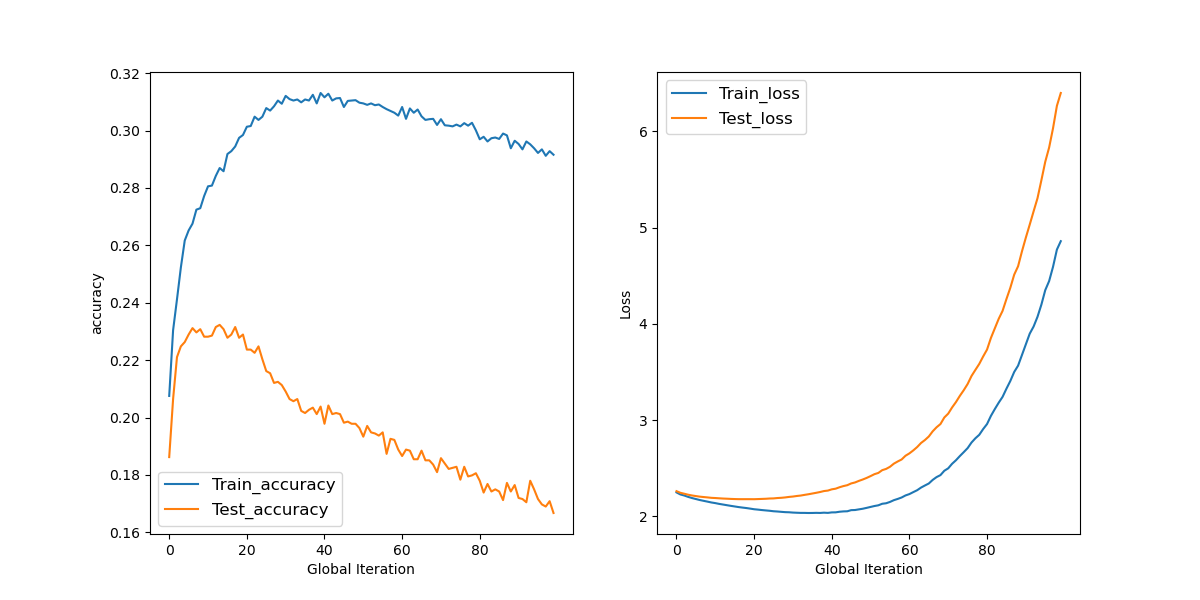 0.32
0.30
0.28
0.26
0.24
0.22
0.20
0.18
0.16
accuracy
Train_accuracy
Test_accuracy
0 20 40 60 80
Global Iteration
Train_loss
Test_loss
6
5
4
3
2
Loss
0 20 40 60 80
Global Iteration